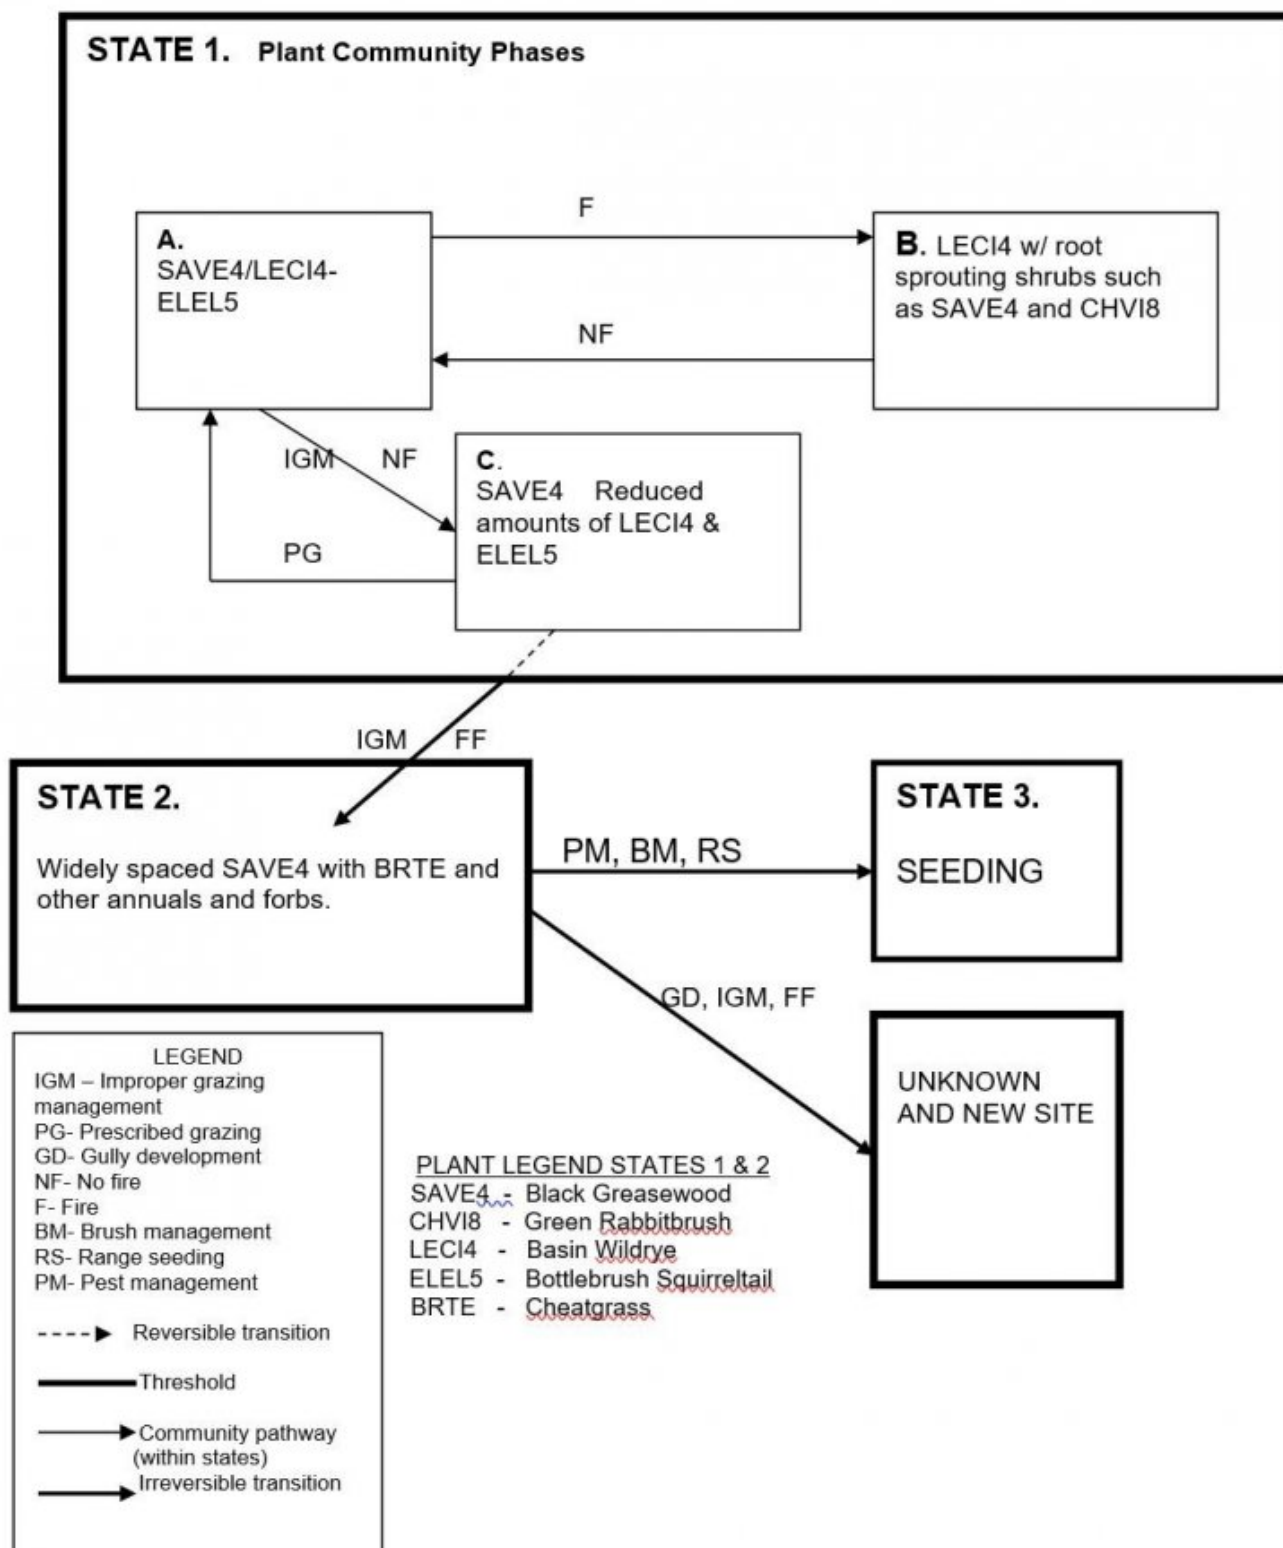 STATE 1. Plant Community Phases
F
A.
SAVE4/LECI4-
ELEL5
B. LECI4 w/ root
sprouting shrubs such
as SAVE4 and CHVI8
NF
IGM NF
C.
SAVE4 Reduced
amounts of LECI4 &
ELEL5
PG
IGM FF
STATE 2.
Widely spaced SAVE4 with BRTE and
other annuals and forbs.
PM, BM, RS
STATE 3.
SEEDING
GD, IGM, FF
UNKNOWN
AND NEW SITE
LEGEND
IGM – Improper grazing
management
PG- Prescribed grazing
GD- Gully development
NF- No fire
F- Fire
BM- Brush management
RS- Range seeding
PM- Pest management
Reversible transition
Threshold
Community pathway
(within states)
Irreversible transition
PLANT LEGEND STATES 1 & 2
SAVE4 - Black Greasewood
CHVI8 - Green Rabbitbrush
LECI4 - Basin Wildrye
ELEL5 - Bottlebrush Squirreltail
BRTE - Cheatgrass